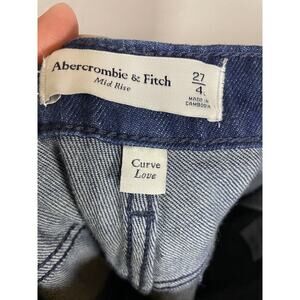 Abercrombie & Fitch
Mid Rise
27
4
MADE IN
CAMBODIA
Curve
Love